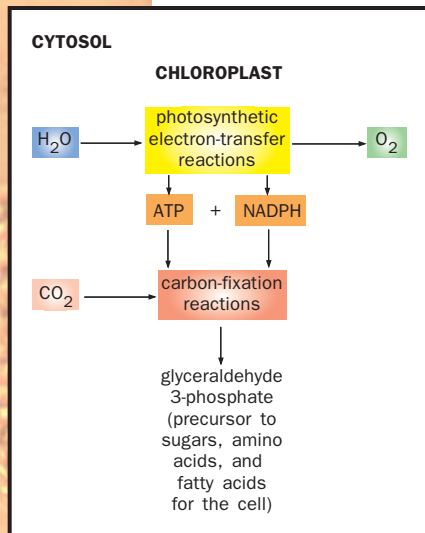 CYTOSOL
CHLOROPLAST
photosynthetic
electron-transfer
reactions
H2O
O2
ATP + NADPH
carbon-fixation
reactions
CO2
glyceraldehyde
3-phosphate
(precursor to
sugars, amino
acids, and
fatty acids
for the cell)